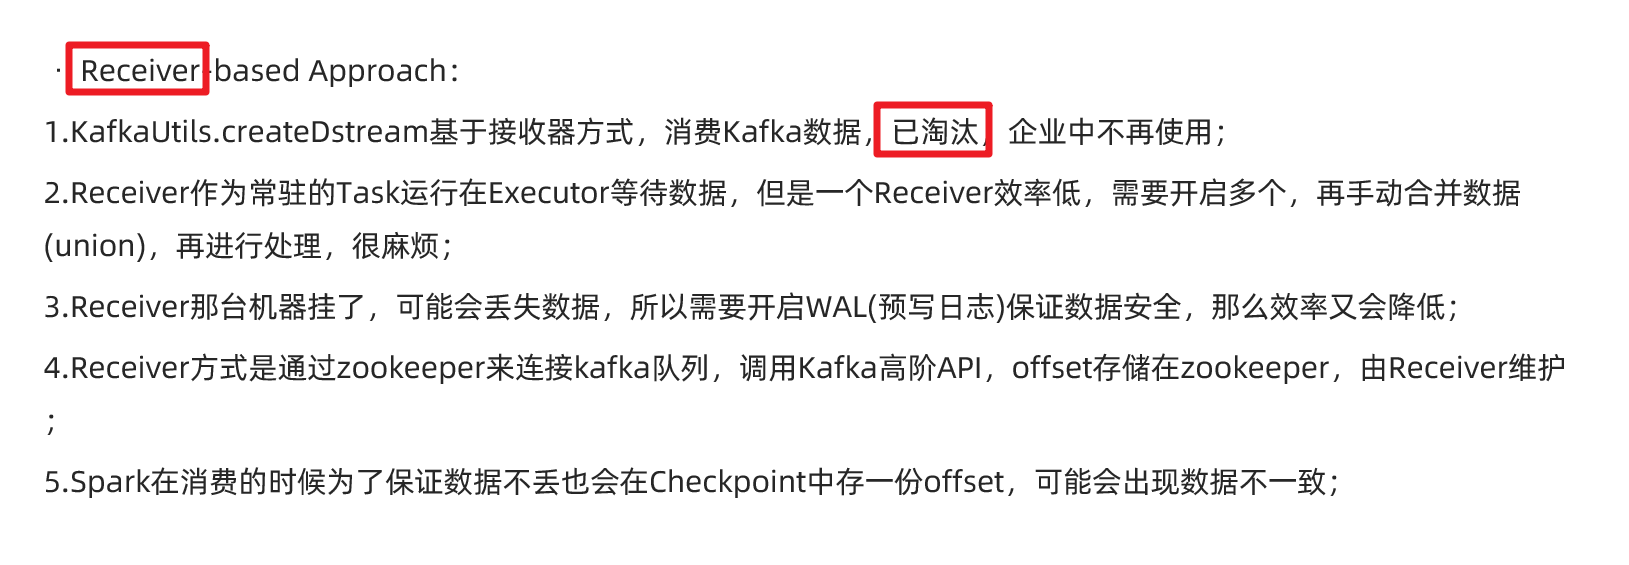 · Receiver-based Approach：
1.KafkaUtils.createDstream基于接收器方式，消费Kafka数据，已淘汰，企业中不再使用；
2.Receiver作为常驻的Task运行在Executor等待数据，但是一个Receiver效率低，需要开启多个，再手动合并数据
(union)，再进行处理，很麻烦；
3.Receiver那台机器挂了，可能会丢失数据，所以需要开启WAL(预写日志)保证数据安全，那么效率又会降低；
4.Receiver方式是通过zookeeper来连接kafka队列，调用Kafka高阶API，offset存储在zookeeper，由Receiver维护
；
5.Spark在消费的时候为了保证数据不丢也会在Checkpoint中存一份offset，可能会出现数据不一致；